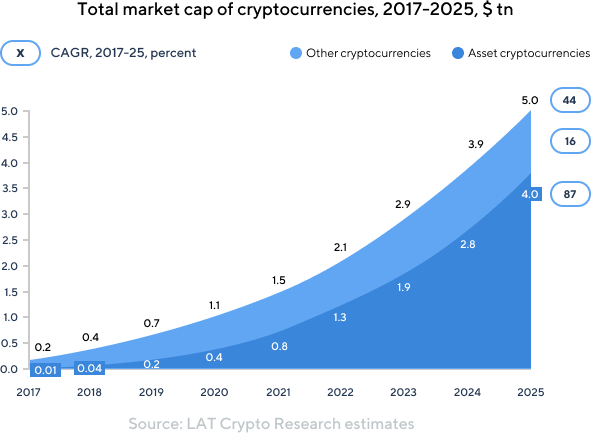 Total market cap of cryptocurrencies, 2017-2025, $ tn
X CAGR, 2017-25, percent Other cryptocurrencies Asset cryptocurrencies
5.0 44
16
87
5.0
4.5
4.0
3.5
3.0
2.5
2.0
1.5
1.0
0.5
0.0
0.2 0.4 0.7 1.1 1.5 2.1 2.9 3.9
0.01 0.04 0.2 0.4 0.8 1.3 1.9 2.8 4.0
2017 2018 2019 2020 2021 2022 2023 2024 2025
Source: LAT Crypto Research estimates